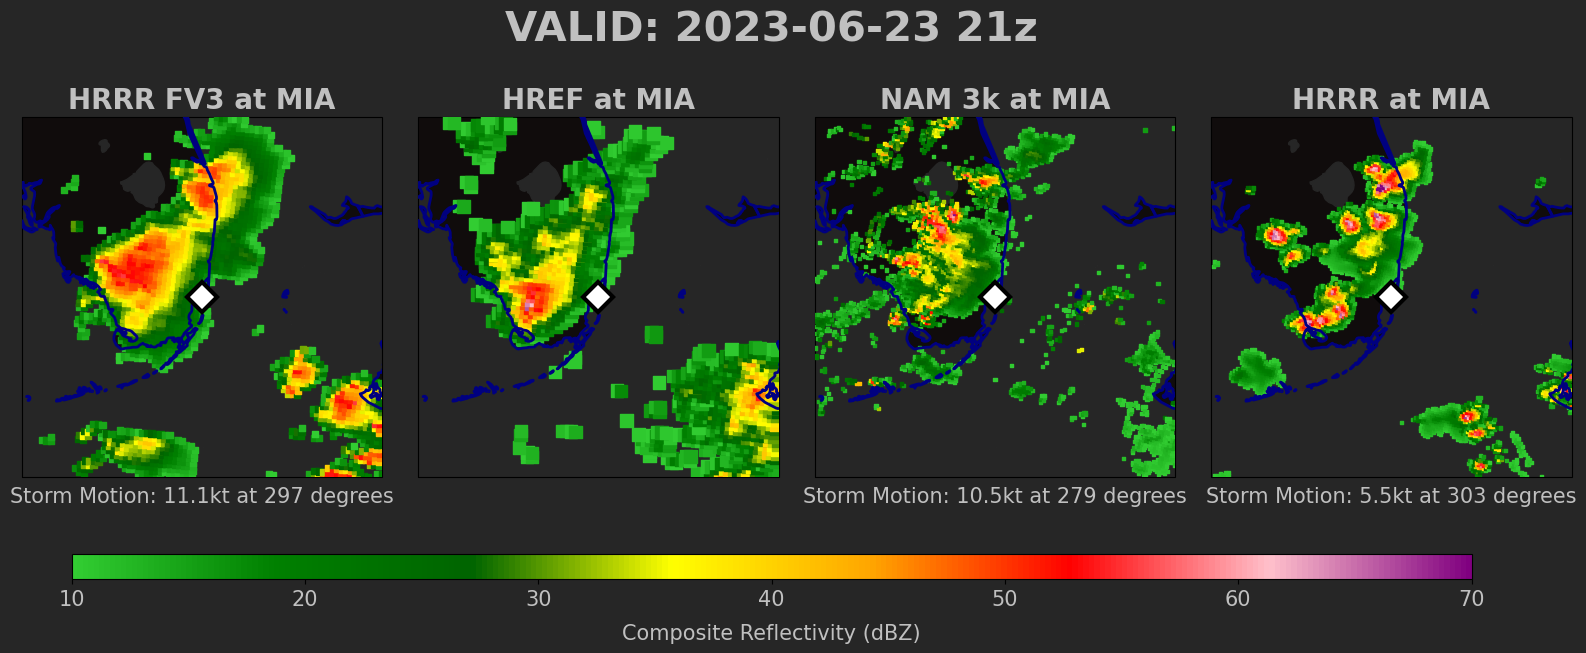 VALID: 2023-06-23 21z
HRRR FV3 at MIA
HREF at MIA
NAM 3k at MIA
HRRR at MIA
Storm Motion: 11.1kt at 297 degrees
Storm Motion: 10.5kt at 279 degrees
Storm Motion: 5.5kt at 303 degrees
10 20 30 40 50 60 70
Composite Reflectivity (dBZ)